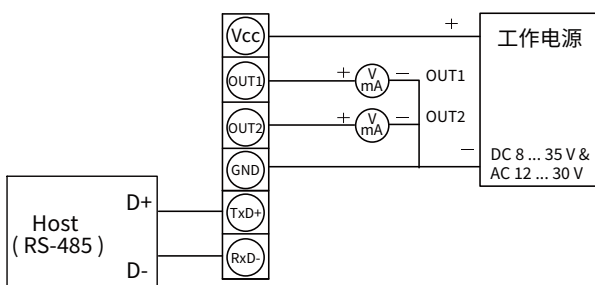 Vcc
+
工作电源
OUT1
+
V
mA
−
OUT1
OUT2
+
V
mA
−
OUT2
GND
−
DC 8 ... 35 V &
AC 12 ... 30 V
Host
( RS-485 )
D+
TxD+
D-
RxD-